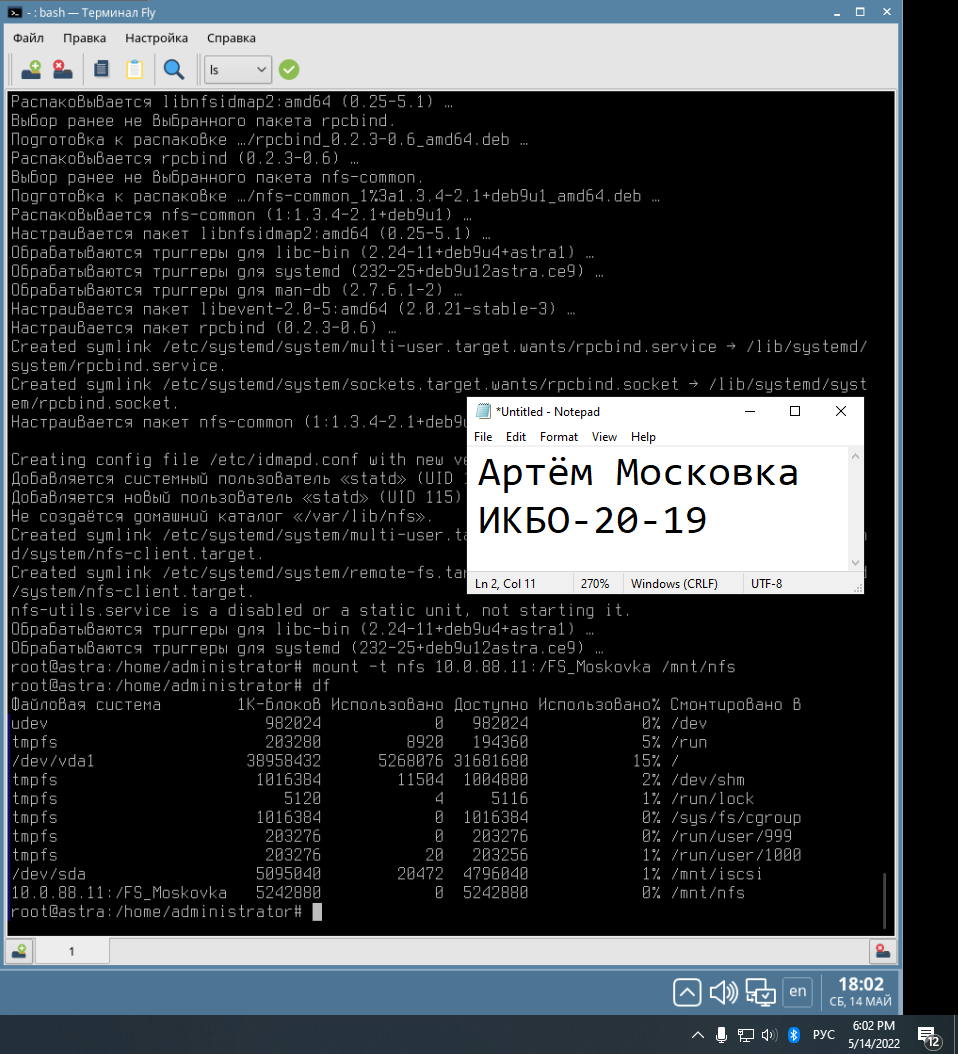 - : bash — Терминал Fly
Файл Правка Настройка Справка
ls
Распаковывается libnfsidmap2:amd64 (0.25-5.1) …
Выбор ранее не выбранного пакета rpcbind.
Подготовка к распаковке …/rpcbind_0.2.3-0.6_amd64.deb …
Распаковывается rpcbind (0.2.3-0.6) …
Выбор ранее не выбранного пакета nfs-common.
Подготовка к распаковке …/nfs-common_1%3a1.3.4-2.1+deb9u1_amd64.deb …
Распаковывается nfs-common (1:1.3.4-2.1+deb9u1) …
Настраивается пакет libnfsidmap2:amd64 (0.25-5.1) …
Обрабатываются триггеры для libc-bin (2.24-11+deb9u4+astra1) …
Обрабатываются триггеры для systemd (232-25+deb9u12astra.ce9) …
Обрабатываются триггеры для man-db (2.7.6.1-2) …
Настраивается пакет libevent-2.0-5:amd64 (2.0.21-stable-3) …
Настраивается пакет rpcbind (0.2.3-0.6) …
Created symlink /etc/systemd/system/multi-user.target.wants/rpcbind.service → /lib/systemd/
system/rpcbind.service.
Created symlink /etc/systemd/system/sockets.target.wants/rpcbind.socket → /lib/systemd/syst
em/rpcbind.socket.
Настраивается пакет nfs-common (1:1.3.4-2.1+deb9u
Creating config file /etc/idmapd.conf with new ve
Добавляется системный пользователь «statd» (UID
Добавляется новый пользователь «statd» (UID 115)
Не создаётся домашний каталог «/var/lib/nfs».
Created symlink /etc/systemd/system/multi-user.ta
d/system/nfs-client.target.
Created symlink /etc/systemd/system/remote-fs.tar d
/system/nfs-client.target.
nfs-utils.service is a disabled or a static unit, not starting it.
Обрабатываются триггеры для libc-bin (2.24-11+deb9u4+astra1) …
Обрабатываются триггеры для systemd (232-25+deb9u12astra.ce9) …
root@astra:/home/administrator# mount -t nfs 10.0.88.11:/FS_Moskovka /mnt/nfs
root@astra:/home/administrator# df
Файловая система 1K-блоков Использовано Доступно Использовано% Cмонтировано в
udev 982024 0 982024 0% /dev
tmpfs 203280 8920 194360 5% /run
/dev/vda1 38958432 5268076 31681680 15% /
tmpfs 1016384 11504 1004880 2% /dev/shm
tmpfs 5120 4 5116 1% /run/lock
tmpfs 1016384 0 1016384 0% /sys/fs/cgroup
tmpfs 203276 0 203276 0% /run/user/999
tmpfs 203276 20 203256 1% /run/user/1000
/dev/sda 5095040 20472 4796040 1% /mnt/iscsi
10.0.88.11:/FS_Moskovka 5242880 0 5242880 0% /mnt/nfs
root@astra:/home/administrator#
*Untitled - Notepad
File Edit Format View Help
Артём Московка
ИКБО-20-19
Ln 2, Col 11 270% Windows (CRLF) UTF-8
1
en 18:02
СБ, 14 МАЙ
РУС 6:02 PM
5/14/2022
12